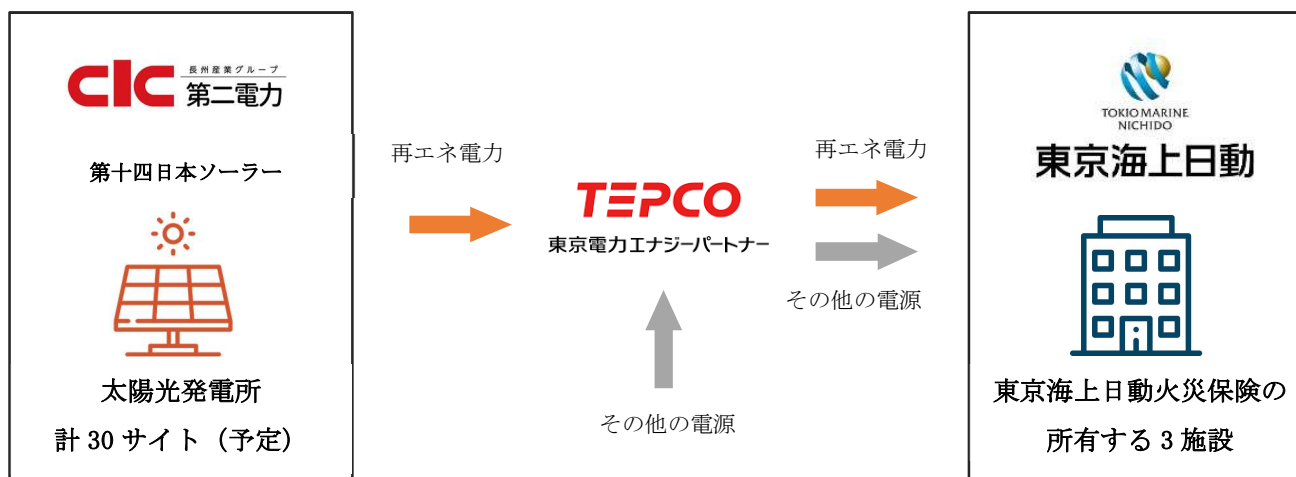 CIC
長州産業グループ
第二電力
第十四日本ソーラー
太陽光発電所
計 30 サイト（予定）
再エネ電力
TEPCO
東京電力エナジーパートナー
その他の電源
再エネ電力
その他の電源
TOKIO MARINE
NICHIDO
東京海上日動
東京海上日動火災保険の
所有する 3 施設